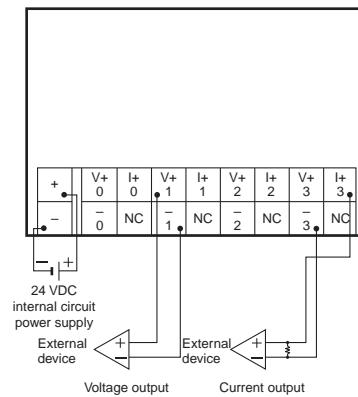 + V+ I+ V+ I+ V+ I+ V+ I+
0 0 1 1 2 2 3 3
− − NC − NC − NC − NC
0 1 2 3
− +
24 VDC
internal circuit
power supply
External
device
+
−
External
device
+
−
Voltage output
Current output